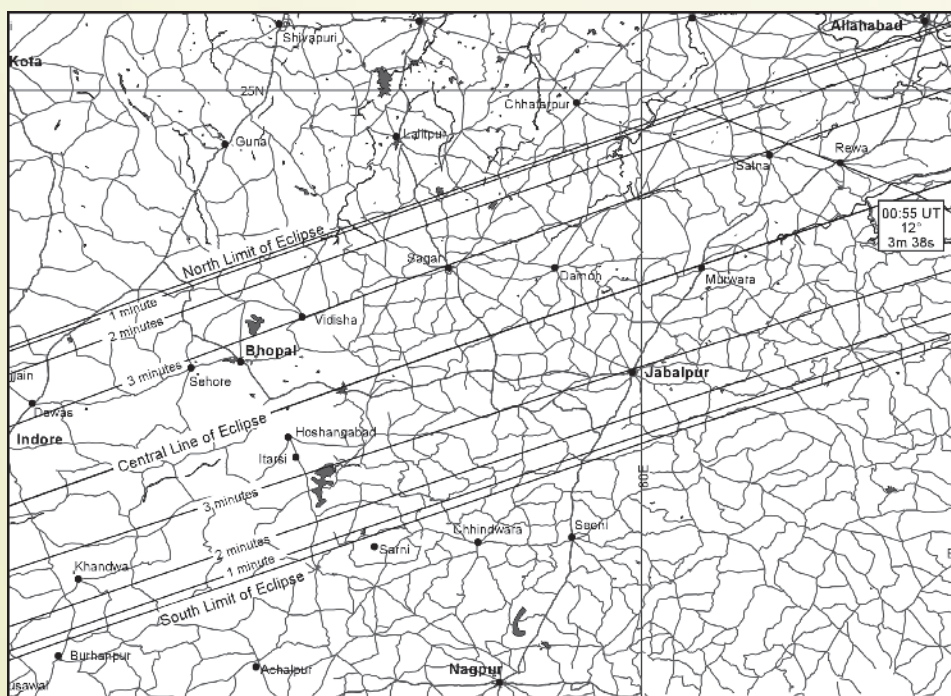 Shivapuri
Allahabad
Kota
25N
Chhatarpur
Guna
Lalitpur
Satna
Rewa
00:55 UT
12°
3m 38s
North Limit of Eclipse
Sagar
Damoh
Murwara
1 minute
2 minutes
Vidisha
Bhopal
3 minutes
Sehore
jain
Jabalpur
Dewas
Indore
Central Line of Eclipse
Hoshangabad
Itarsi
80E
3 minutes
Chhindwara
Seoni
2 minutes
Sarni
1 minute
Khandwa
South Limit of Eclipse
Burhanpur
Achalpur
Nagpur
usawal